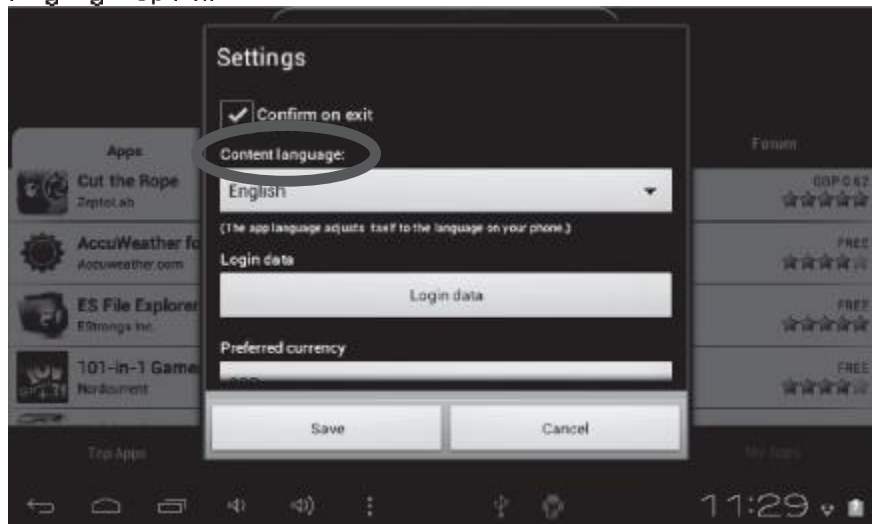 Settings
Confirm on exit
Content language:
English
(The app language adjusts tself to the language on your phone.)
Login data
Login data
Preferred currency
Save
Cancel
Apps
Forum
Cut the Rope
ZeptoLab
GBP 0.62
AccuWeather fo
Accuweather.com
FREE
ES File Explorer
EStrongs Inc.
FREE
101-in-1 Game
Nordcurrent
FREE
Top Apps
My Apps
11:29